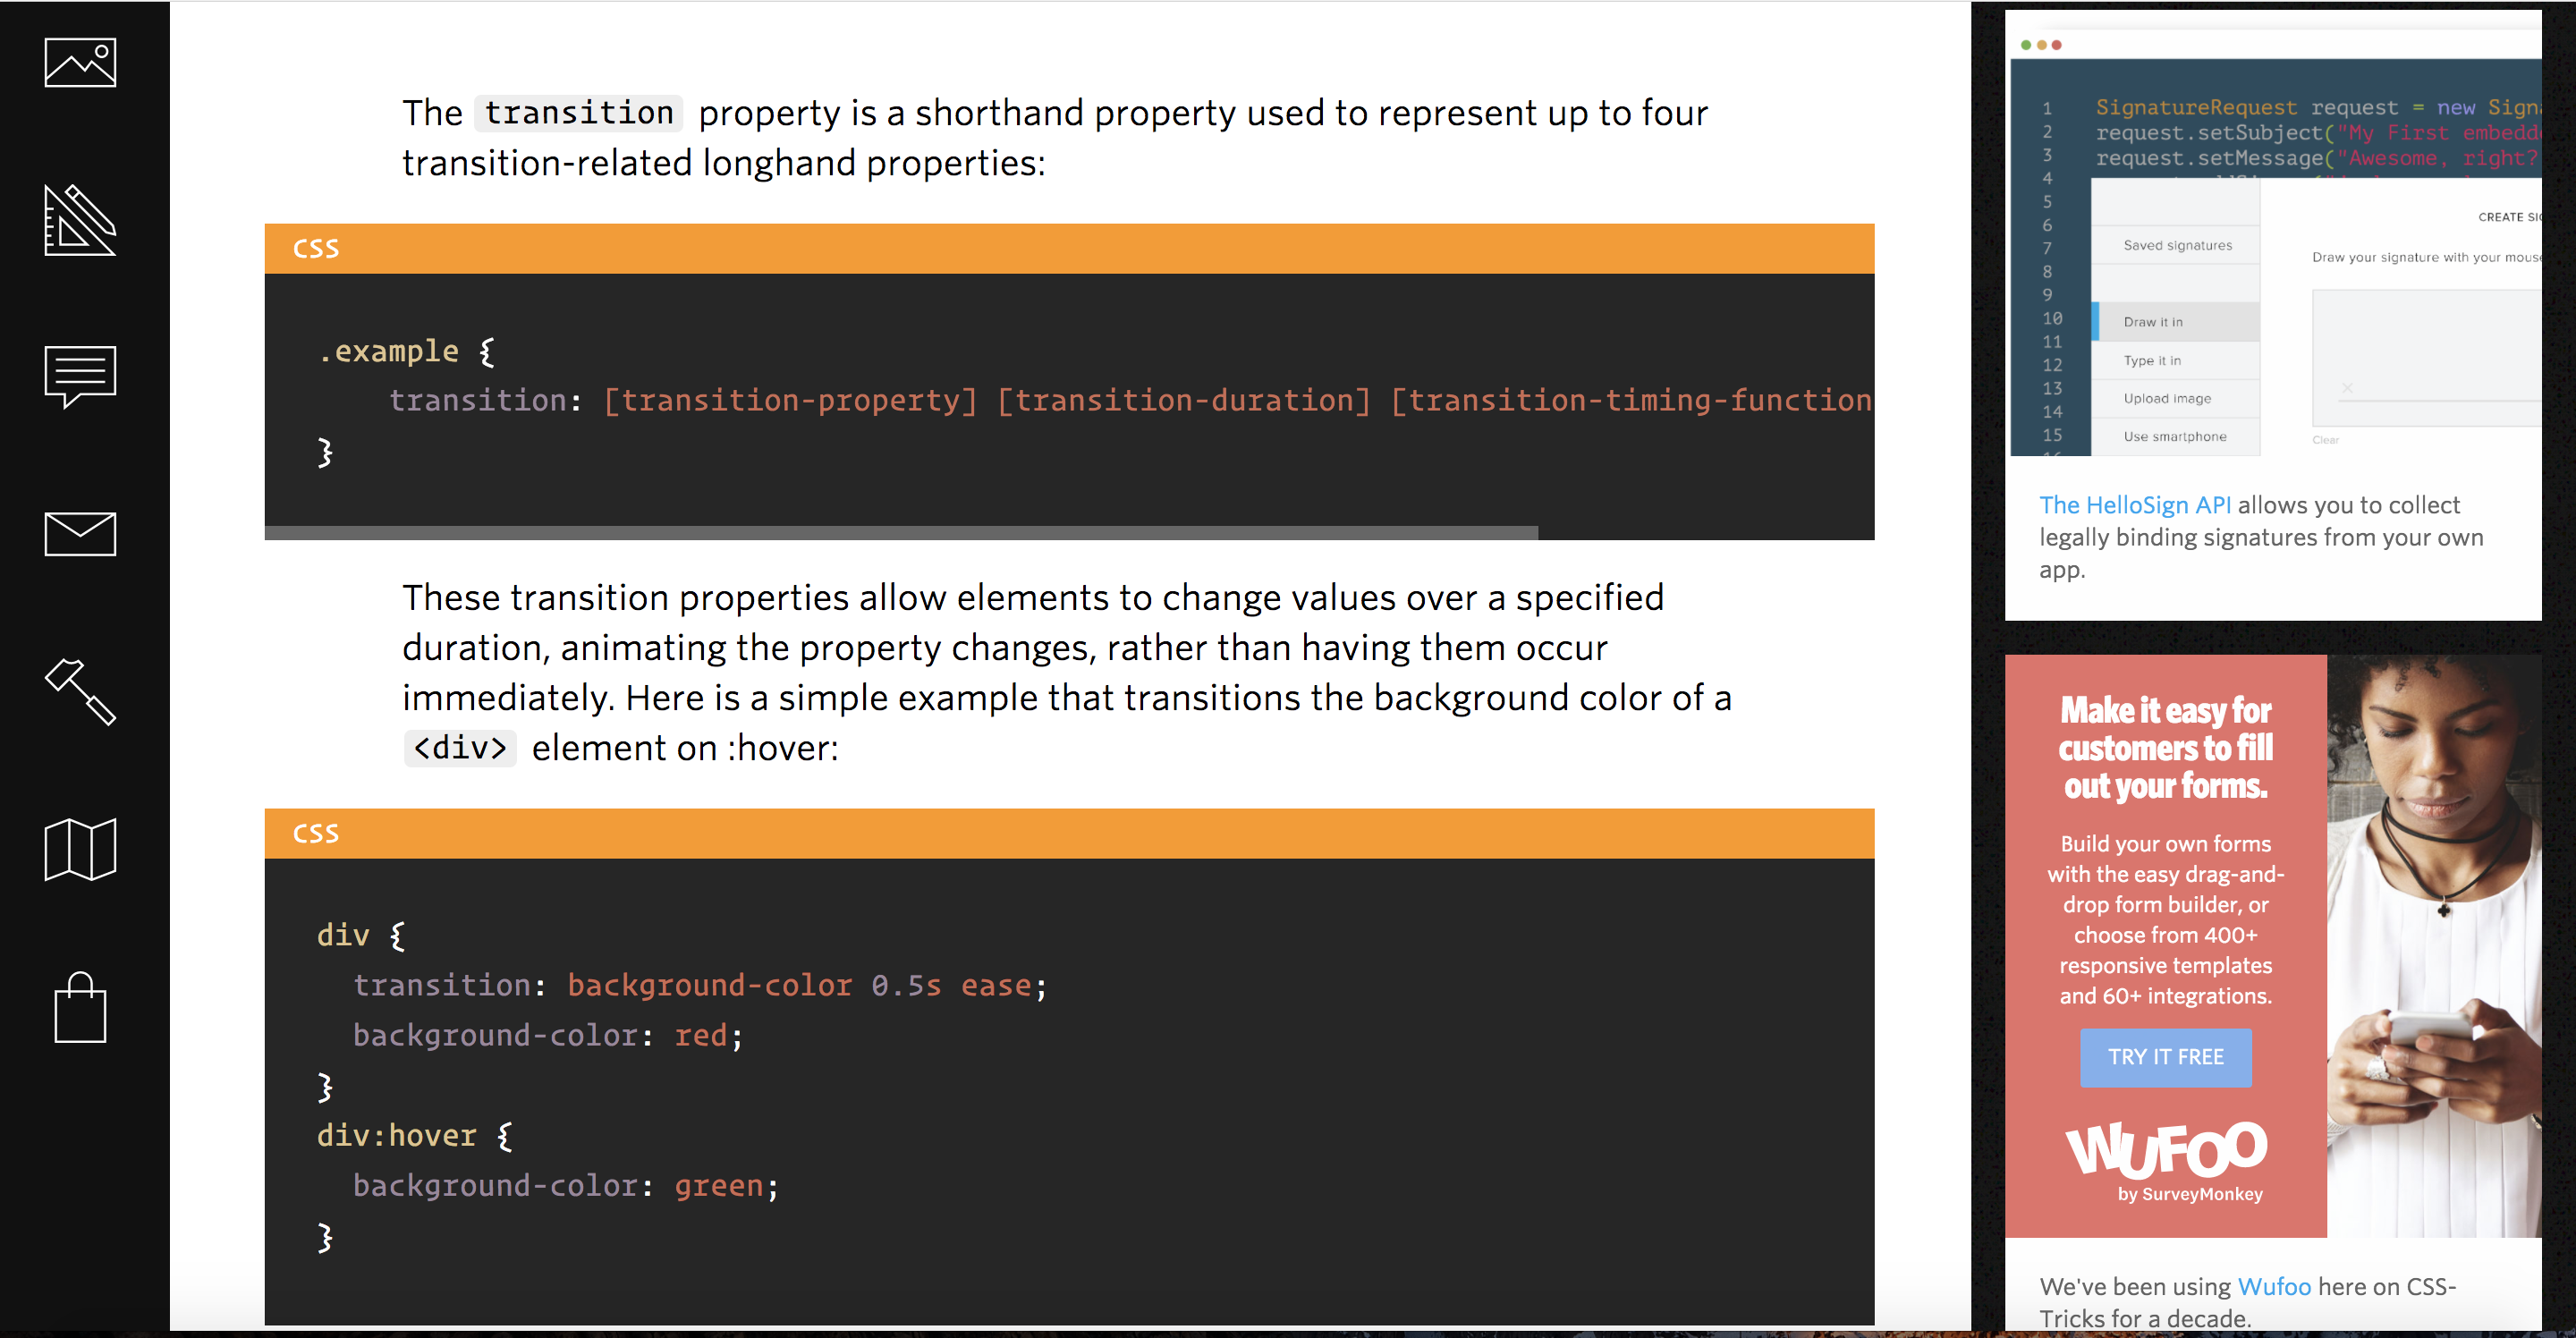 The transition property is a shorthand property used to represent up to four
transition-related longhand properties:
CSS
.example {
transition: [transition-property] [transition-duration] [transition-timing-function
}
These transition properties allow elements to change values over a specified
duration, animating the property changes, rather than having them occur
immediately. Here is a simple example that transitions the background color of a
<div> element on :hover:
CSS
div {
transition: background-color 0.5s ease;
background-color: red;
}
div:hover {
background-color: green;
}
1 SignatureRequest request = new Sign
2 request.setSubject("My First embedd
3 request.setMessage("Awesome, right?
4
5
6 CREATE SIG
7 Saved signatures
Draw your signature with your mouse
8
9
10 Draw it in
11
12 Type it in
13
14 Upload image
15 Use smartphone
Clear
The HelloSign API allows you to collect
legally binding signatures from your own
app.
Make it easy for
customers to fill
out your forms.
Build your own forms
with the easy drag-and-
drop form builder, or
choose from 400+
responsive templates
and 60+ integrations.
TRY IT FREE
WUFOO
by SurveyMonkey
We've been using Wufoo here on CSS-
Tricks for a decade.